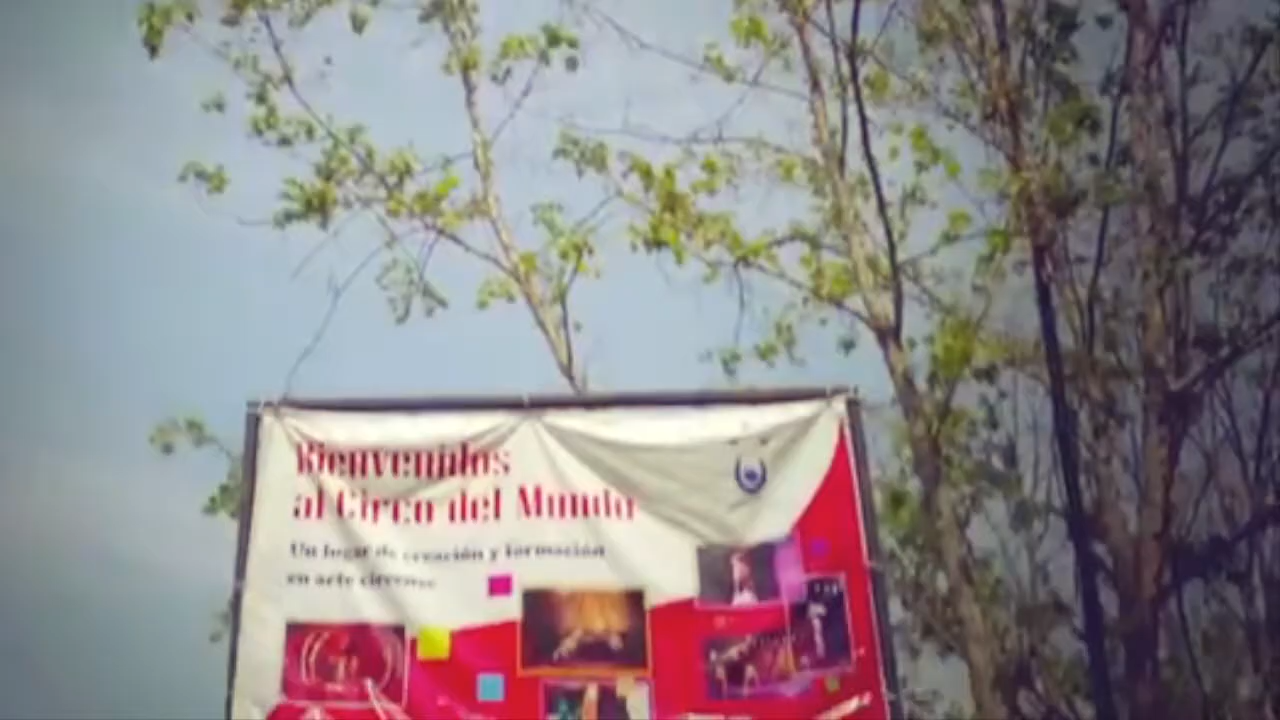 Bienvenidos
al Circo del Mundo
Un lugar de creación y formación
en arte circense